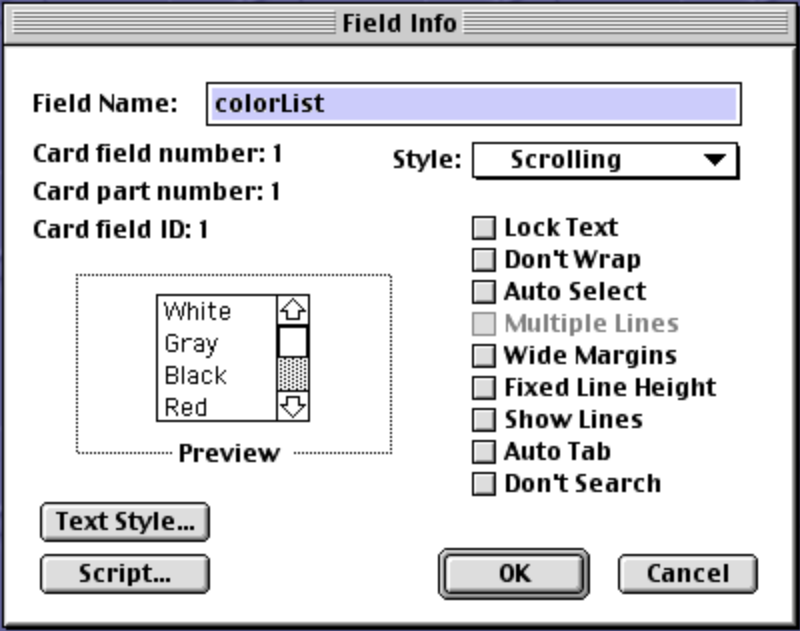 Field Info
Field Name: colorList
Card field number: 1
Style: Scrolling
Card part number: 1
Card field ID: 1
Lock Text
Don't Wrap
Auto Select
Multiple Lines
Wide Margins
Fixed Line Height
Show Lines
Auto Tab
Don't Search
White
Gray
Black
Red
Preview
Text Style...
Script...
OK
Cancel